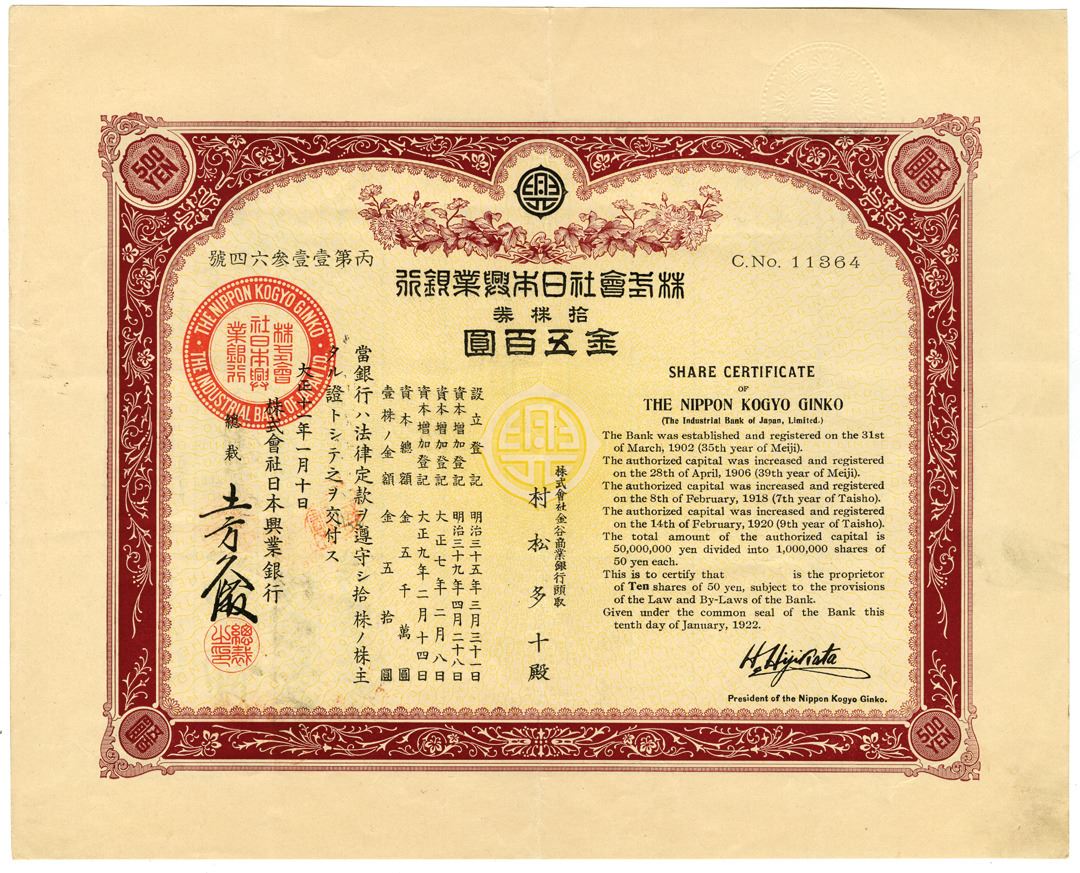 500 YEN
五百圓
興
丙第壹壹參六四號
C. No. 11364
株式會社日本興業銀行
拾株券
金五百圓
SHARE CERTIFICATE
OF
THE NIPPON KOGYO GINKO
(The Industrial Bank of Japan, Limited.)
The Bank was established and registered on the 31st
of March, 1902 (35th year of Meiji).
The authorized capital was increased and registered
on the 28th of April, 1906 (39th year of Meiji).
The authorized capital was increased and registered
on the 8th of February, 1918 (7th year of Taisho).
The authorized capital was increased and registered
on the 14th of February, 1920 (9th year of Taisho).
The total amount of the authorized capital is
50,000,000 yen divided into 1,000,000 shares of
50 yen each.
This is to certify that is the proprietor
of Ten shares of 50 yen, subject to the provisions
of the Law and By-Laws of the Bank.
Given under the common seal of the Bank this
tenth day of January, 1922.
H. Hijikata
President of the Nippon Kogyo Ginko.
株式會社金谷商業銀行頭取
村松多十殿
興
設立登記 明治三十五年三月三十一日
資本增加登記 明治三十九年四月二十八日
資本增加登記 大正七年二月八日
資本增加登記 大正九年二月十四日
資本總額 金五千萬圓
壹株ノ金額 金五拾圓
當銀行ハ法律定款ヲ遵守シ拾株ノ株主
タル證トシテ之ヲ交付ス
大正十一年一月十日
株式會社日本興業銀行
總裁 土方久徴
總裁之印
THE NIPPON KOGYO GINKO
THE INDUSTRIAL BANK OF JAPAN LTD.
株式會
社日本興
業銀行
五百圓
500 YEN